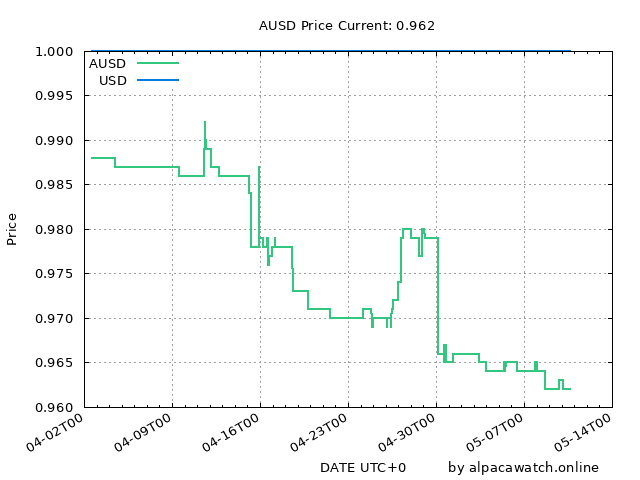 AUSD Price Current: 0.962
1.000
AUSD
USD
0.995
0.990
0.985
0.980
Price
0.975
0.970
0.965
0.960
04-02T00 04-09T00 04-16T00 04-23T00 04-30T00 05-07T00 05-14T00
DATE UTC+0 by alpacawatch.online